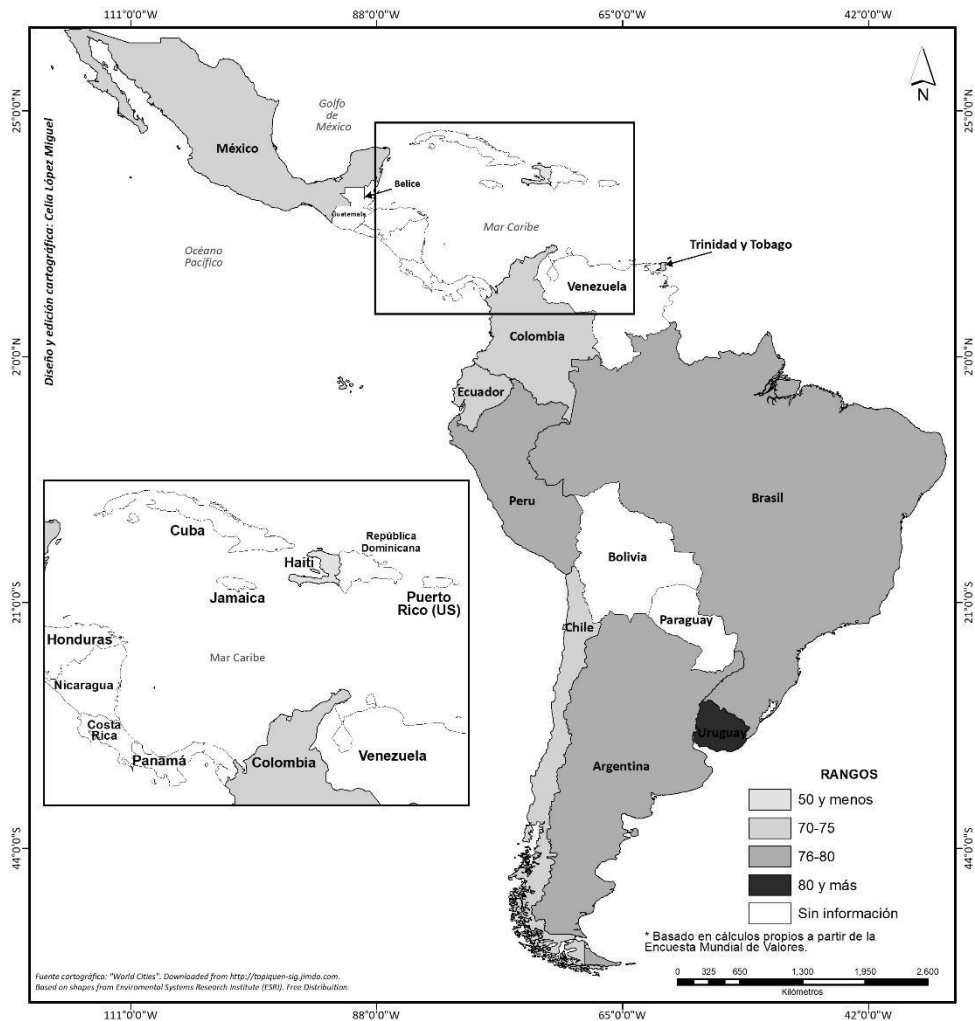 111°0'0"W 88°0'0"W 65°0'0"W 42°0'0"W
25°0'0"N
25°0'0"N
2°0'0"N
2°0'0"N
21°0'0"S
21°0'0"S
44°0'0"S
44°0'0"S
Diseño y edición cartográfica: Celia López Miguel
N
Golfo
de
México
México
Belice
Guatemala
Mar Caribe
Océano
Pacífico
Trinidad y Tobago
Venezuela
Colombia
Ecuador
Peru
Brasil
Bolivia
Paraguay
Chile
Uruguay
Argentina
Cuba
República
Dominicana
Haiti
Jamaica
Puerto
Rico (US)
Honduras
Mar Caribe
Nicaragua
Costa
Rica
Panamá
Colombia
Venezuela
RANGOS
50 y menos
70-75
76-80
80 y más
Sin información
* Basado en cálculos propios a partir de la
Encuesta Mundial de Valores.
0 325 650 1.300 1.950 2.600
Kilómetros
Fuente cartográfica: "World Cities". Downloaded from http://tapiquen-sig.jimdo.com.
Based on shapes from Enviromental Systems Research Institute (ESRI). Free Distribuition.
111°0'0"W 88°0'0"W 65°0'0"W 42°0'0"W